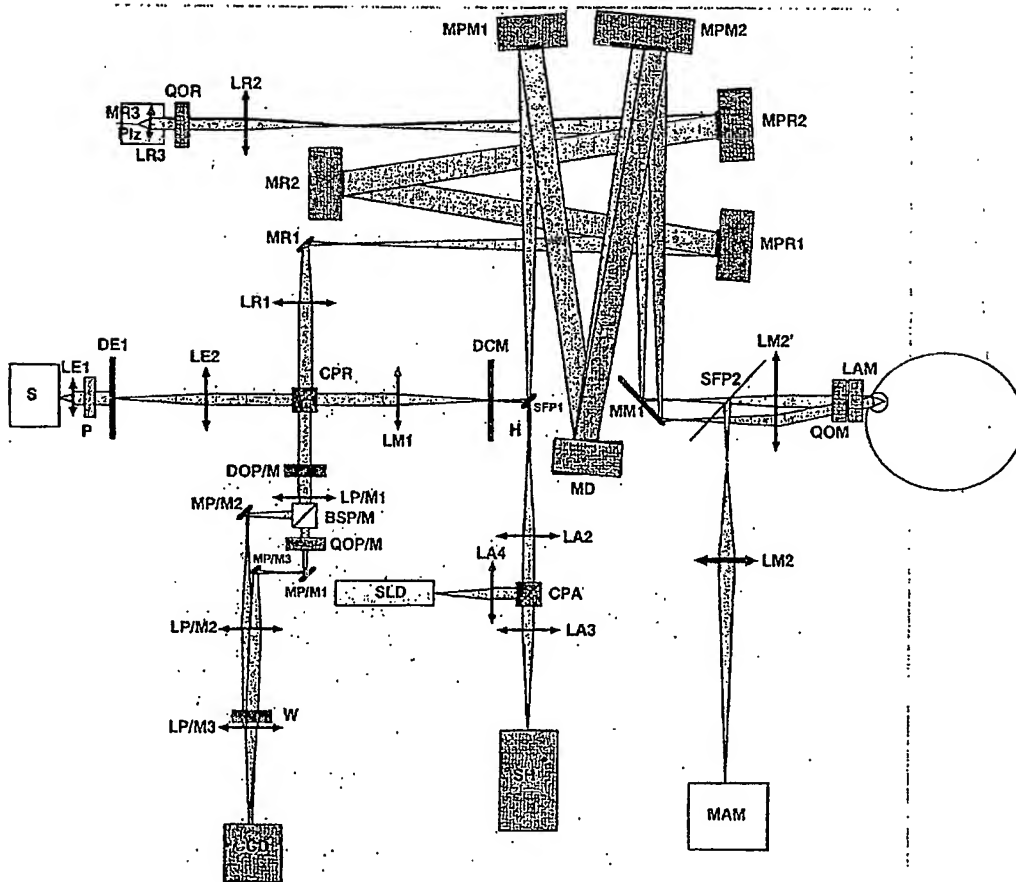 MPM1
MPM2
QOR
LR2
MR3
Plz
LR3
MPR2
MR2
MPR1
MR1
LR1
DE1
LE2
LE1
CPR
DCM
LM2'
SFP2
LAM
S
P
LM1
H
SFP1
MM1
QOM
DOP/M
MD
MP/M2
LP/M1
BSP/M
QOP/M
LA2
LA4
MP/M3
MP/M1
SLD
CPA
LM2
LP/M2
LA3
LP/M3
W
SH
MAM
CCD